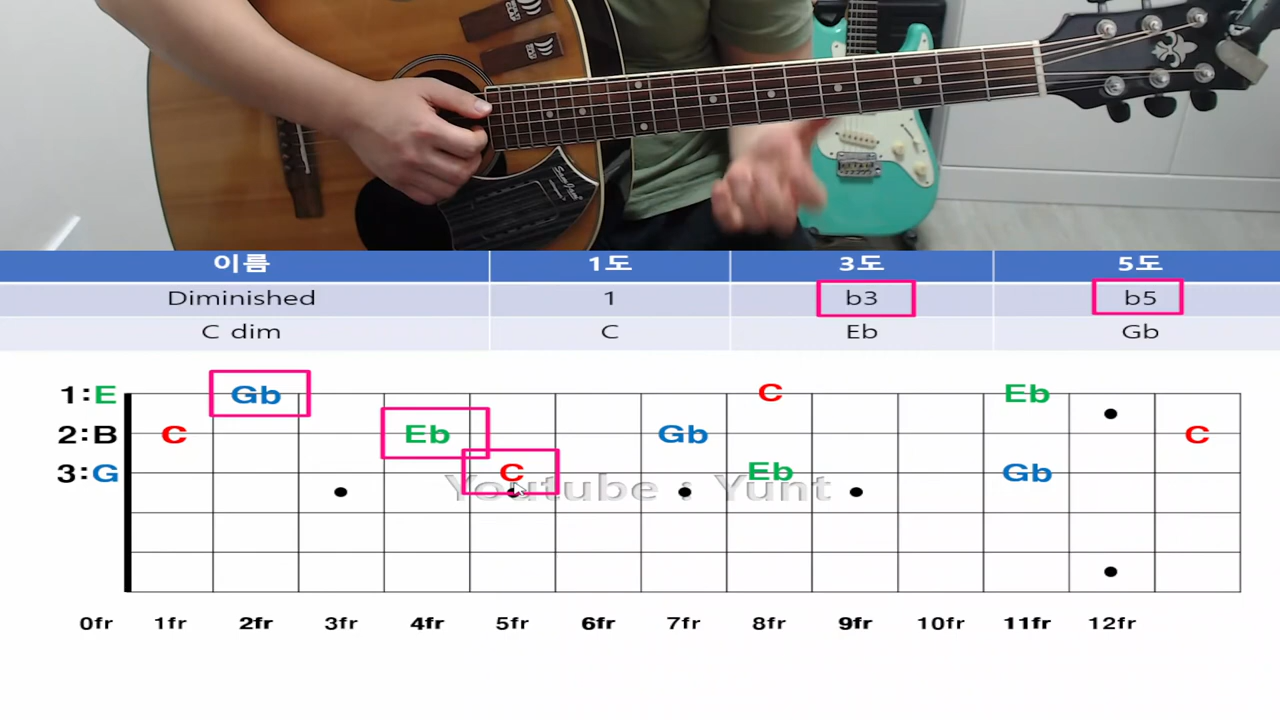 이름 1도 3도 5도
Diminished 1 b3 b5
C dim C Eb Gb
1:E Gb C Eb
2:B C Eb Gb C
3:G C Eb Gb
Youtube : Yunt
0fr 1fr 2fr 3fr 4fr 5fr 6fr 7fr 8fr 9fr 10fr 11fr 12fr